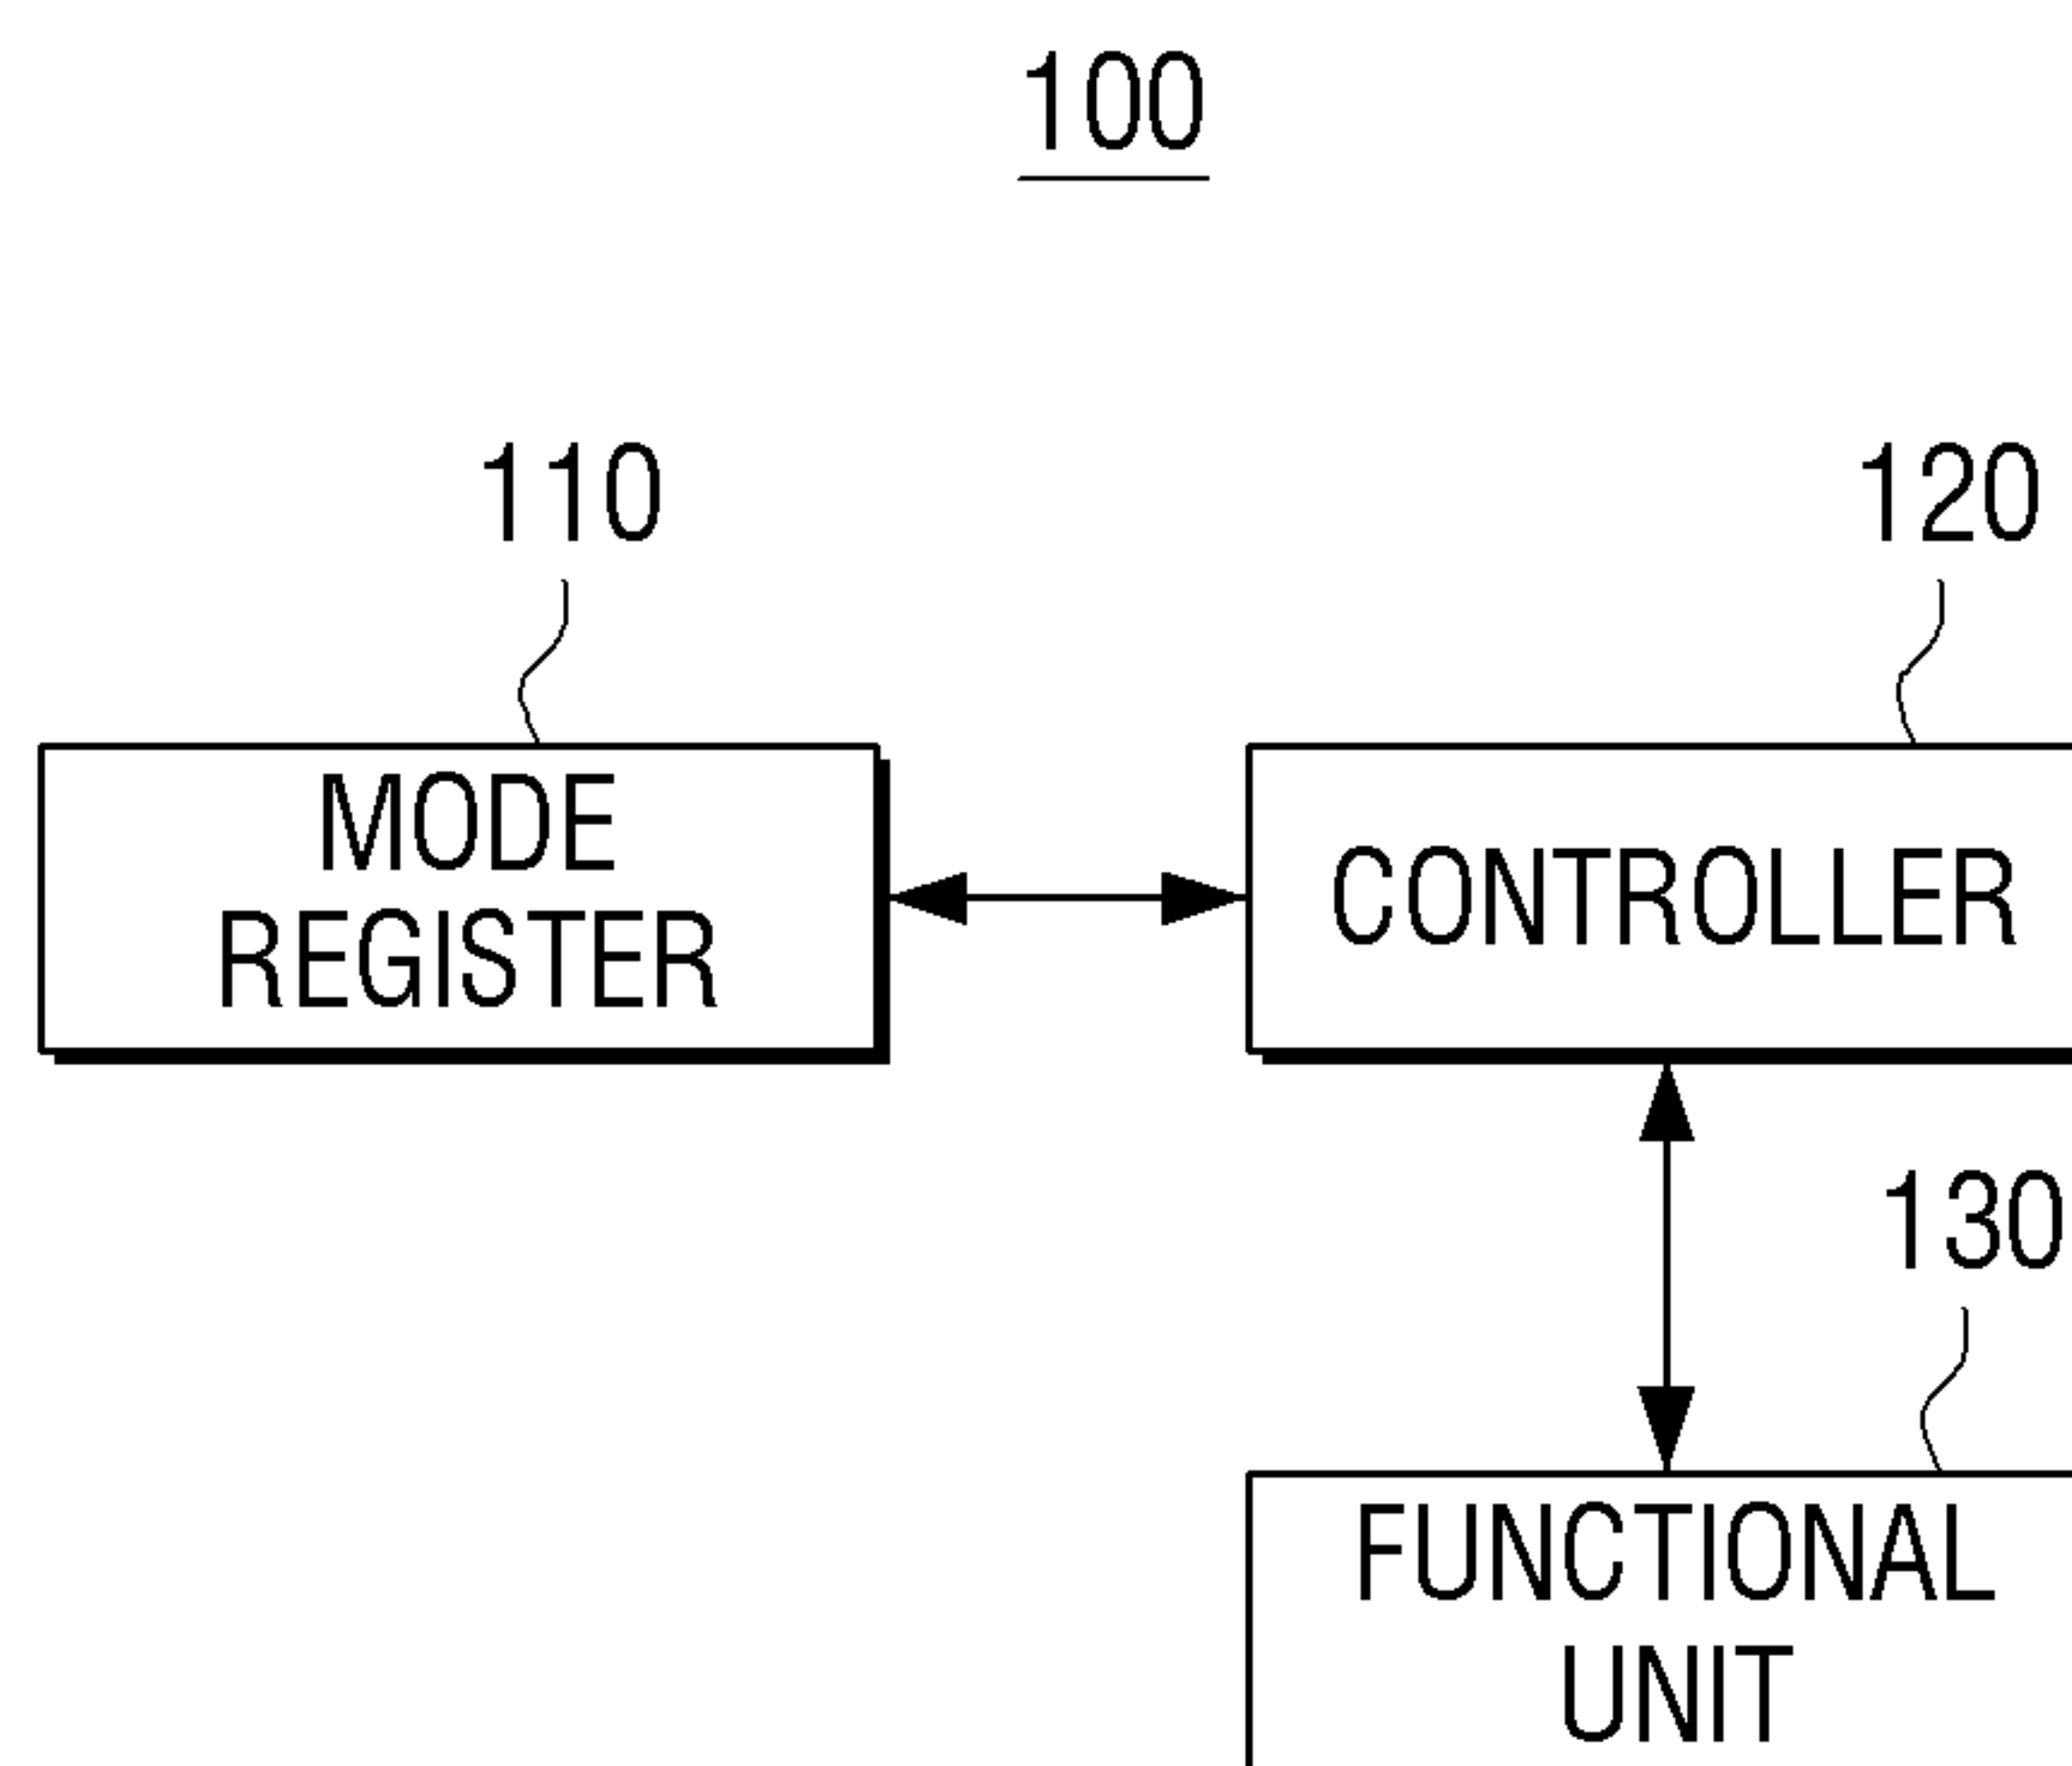 100
110
120
MODE
REGISTER
CONTROLLER
130
FUNCTIONAL
UNIT